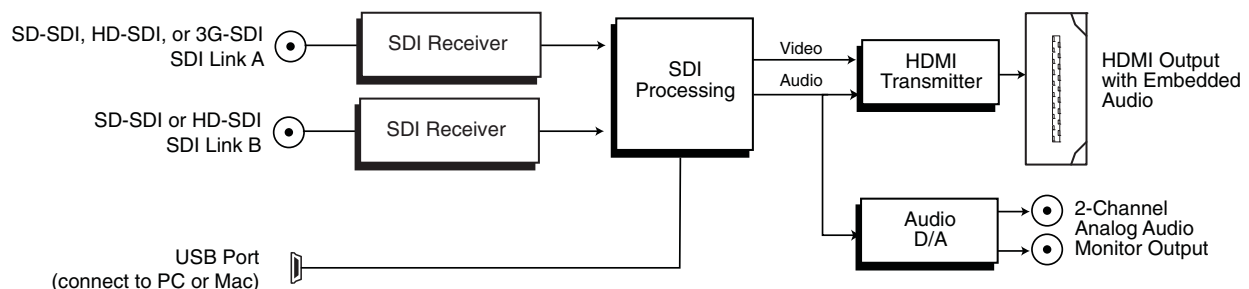 SD-SDI, HD-SDI, or 3G-SDI
SDI Link A
SDI Receiver
SD-SDI or HD-SDI
SDI Link B
SDI Receiver
SDI
Processing
Video
Audio
HDMI
Transmitter
HDMI Output
with Embedded
Audio
Audio
D/A
2-Channel
Analog Audio
Monitor Output
USB Port
(connect to PC or Mac)